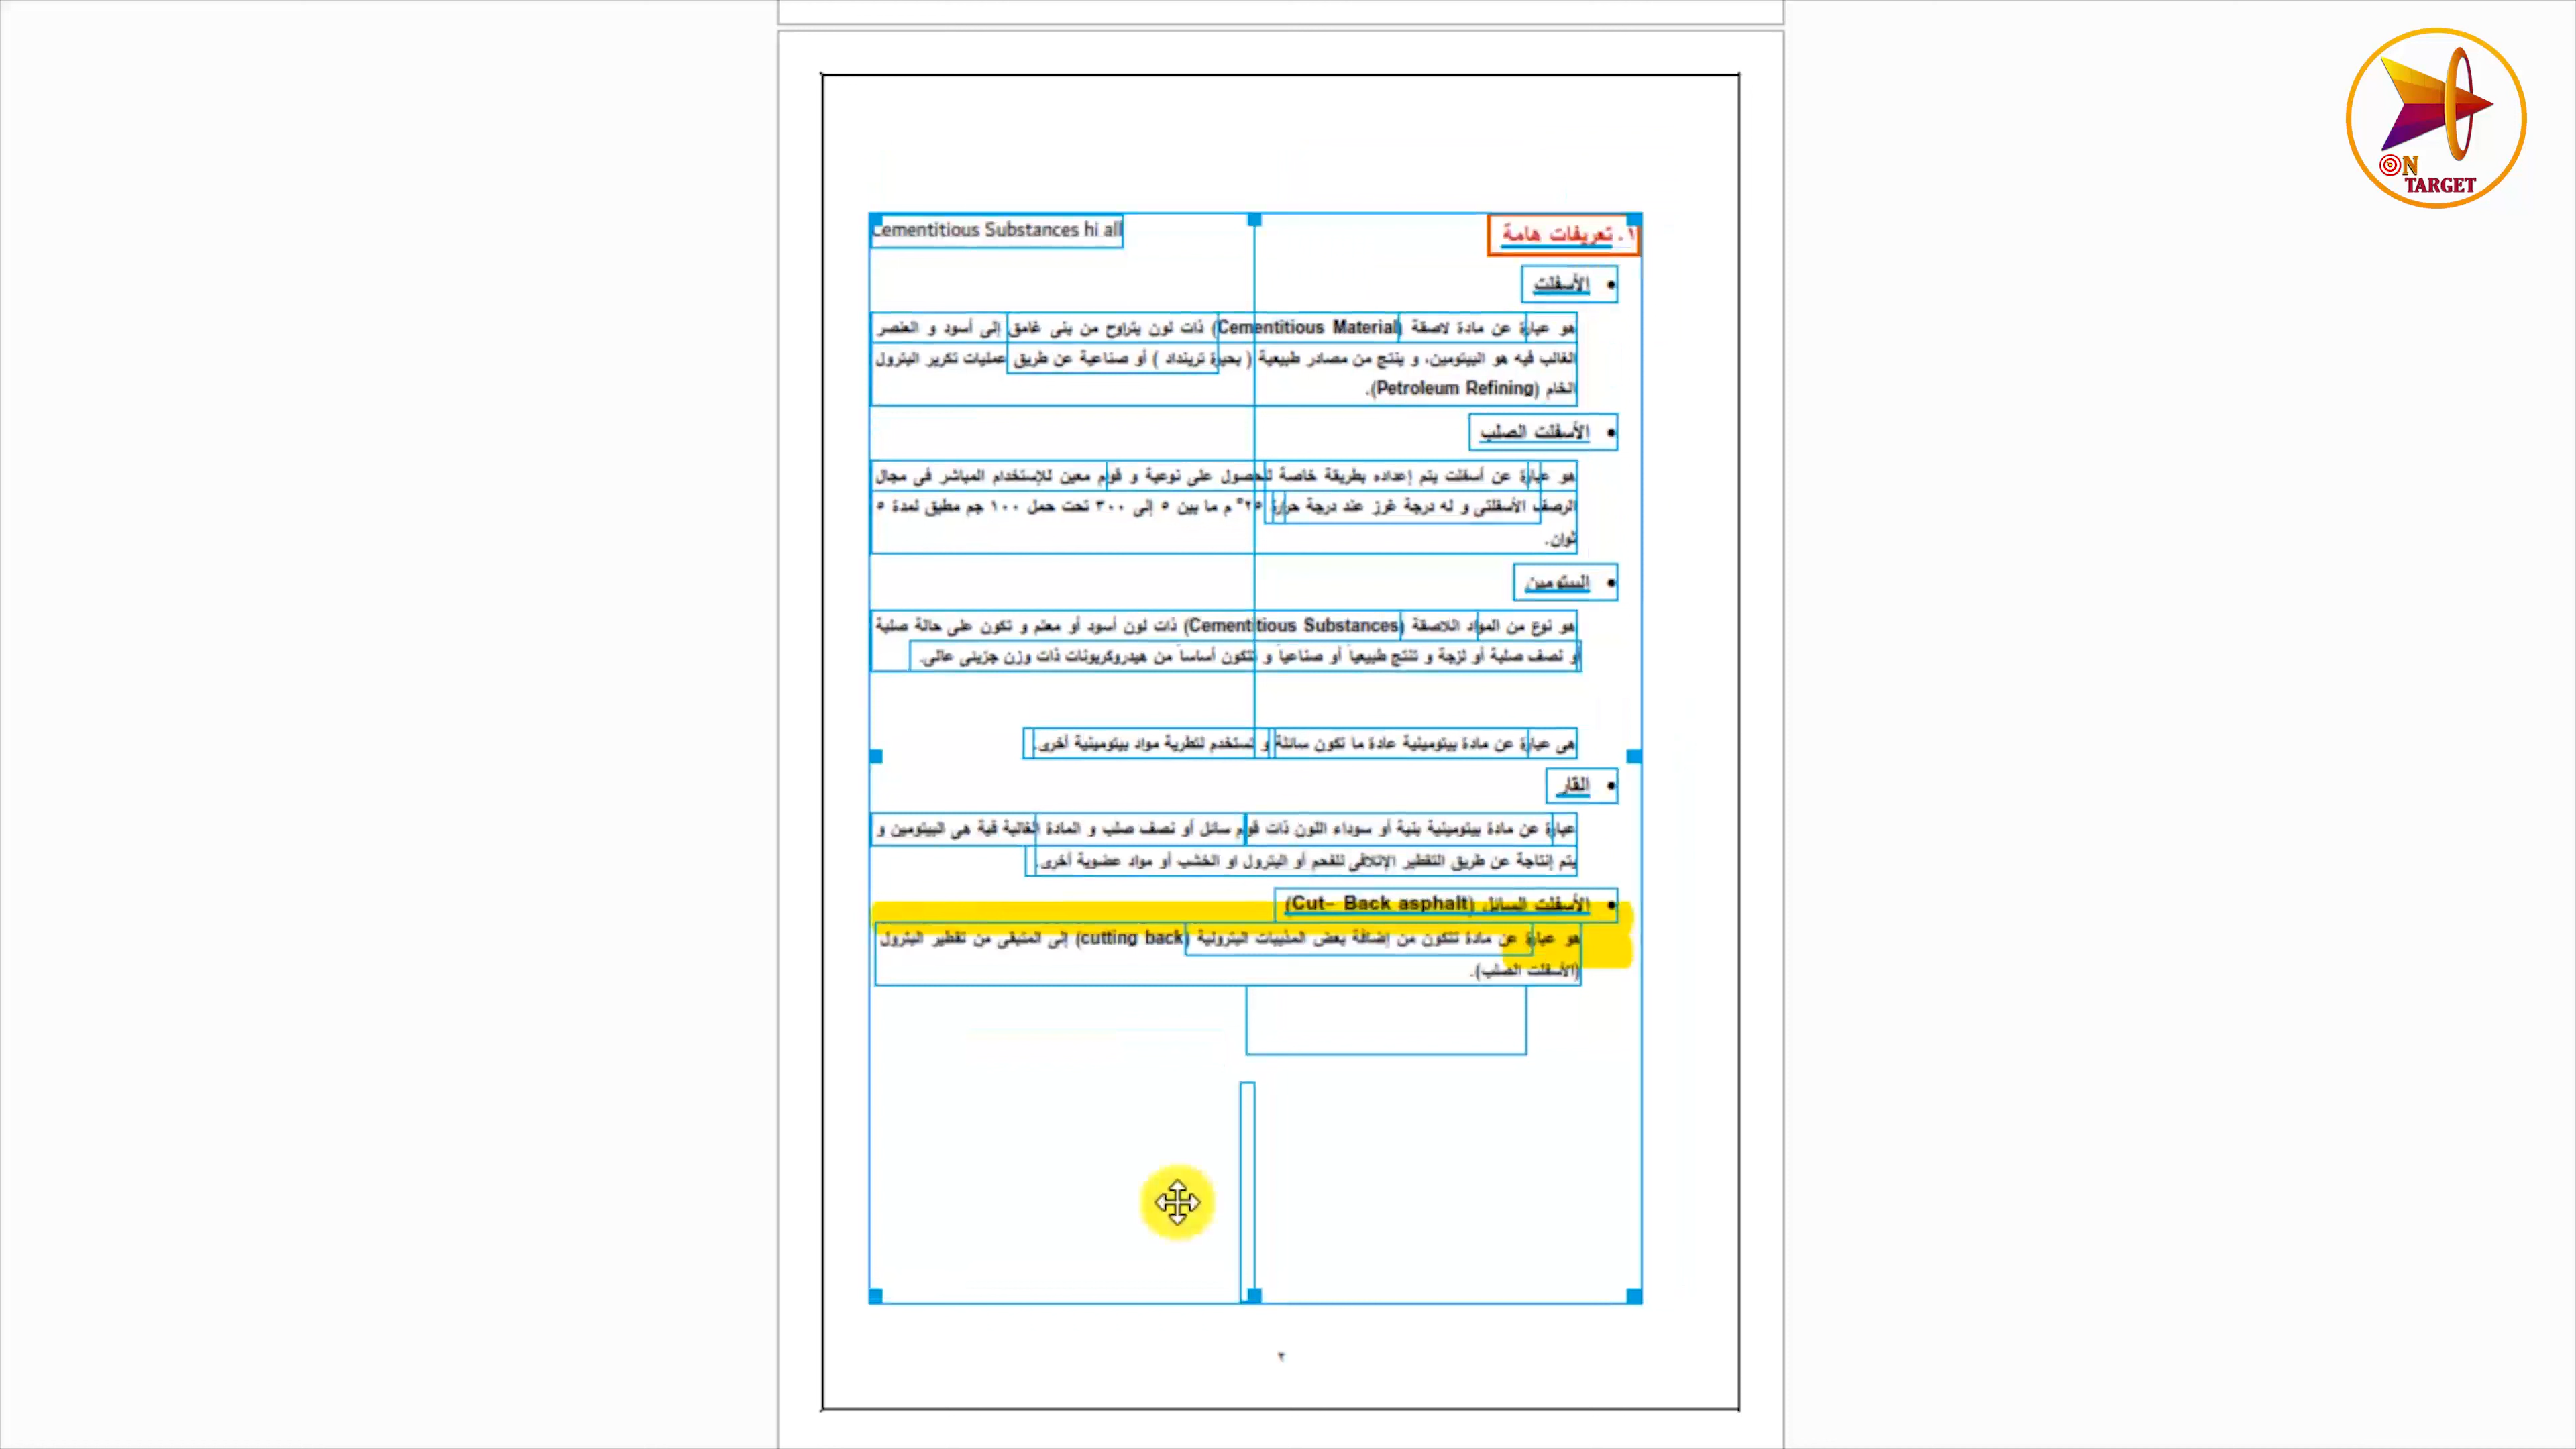 Cementitious Substances hi all
١. تعريفات هامة
• الأسفلت
هو عبارة عن مادة لاصقة (Cementitious Material) ذات لون يتراوح من بنى غامق إلى أسود و العنصر
الغالب فيه هو البيتومين، و ينتج من مصادر طبيعية ( بحيرة ترينداد ) أو صناعية عن طريق عمليات تكرير البترول
الخام (Petroleum Refining).
• الأسفلت الصلب
هو عبارة عن أسفلت يتم إعداده بطريقة خاصة للحصول على نوعية و قوام معين للإستخدام المباشر فى مجال
الرصف الأسفلتى و له درجة غرز عند درجة حرارة ٢٥° م ما بين ٥ إلى ٣٠٠ تحت حمل ١٠٠ جم مطبق لمدة ٥
ثوان.
• البيتومين
هو نوع من المواد اللاصقة (Cementitious Substances) ذات لون أسود أو معتم و تكون على حالة صلبة
أو نصف صلبة أو لزجة و تنتج طبيعياً أو صناعياً و تتكون أساساً من هيدروكربونات ذات وزن جزيئى عالى.
هى عبارة عن مادة بيتومينية عادة ما تكون سائلة و تستخدم لتطرية مواد بيتومينية أخرى.
• القار
عبارة عن مادة بيتومينية بنية أو سوداء اللون ذات قوام سائل أو نصف صلب و المادة الغالبة فية هى البيتومين و
يتم إنتاجة عن طريق التقطير الإتلافى للفحم أو البترول او الخشب أو مواد عضوية أخرى.
• الأسفلت السائل (Cut– Back asphalt)
هو عبارة عن مادة تتكون من إضافة بعض المذيبات البترولية (cutting back) إلى المتبقى من تقطير البترول
(الأسفلت الصلب).
٢
ON
TARGET